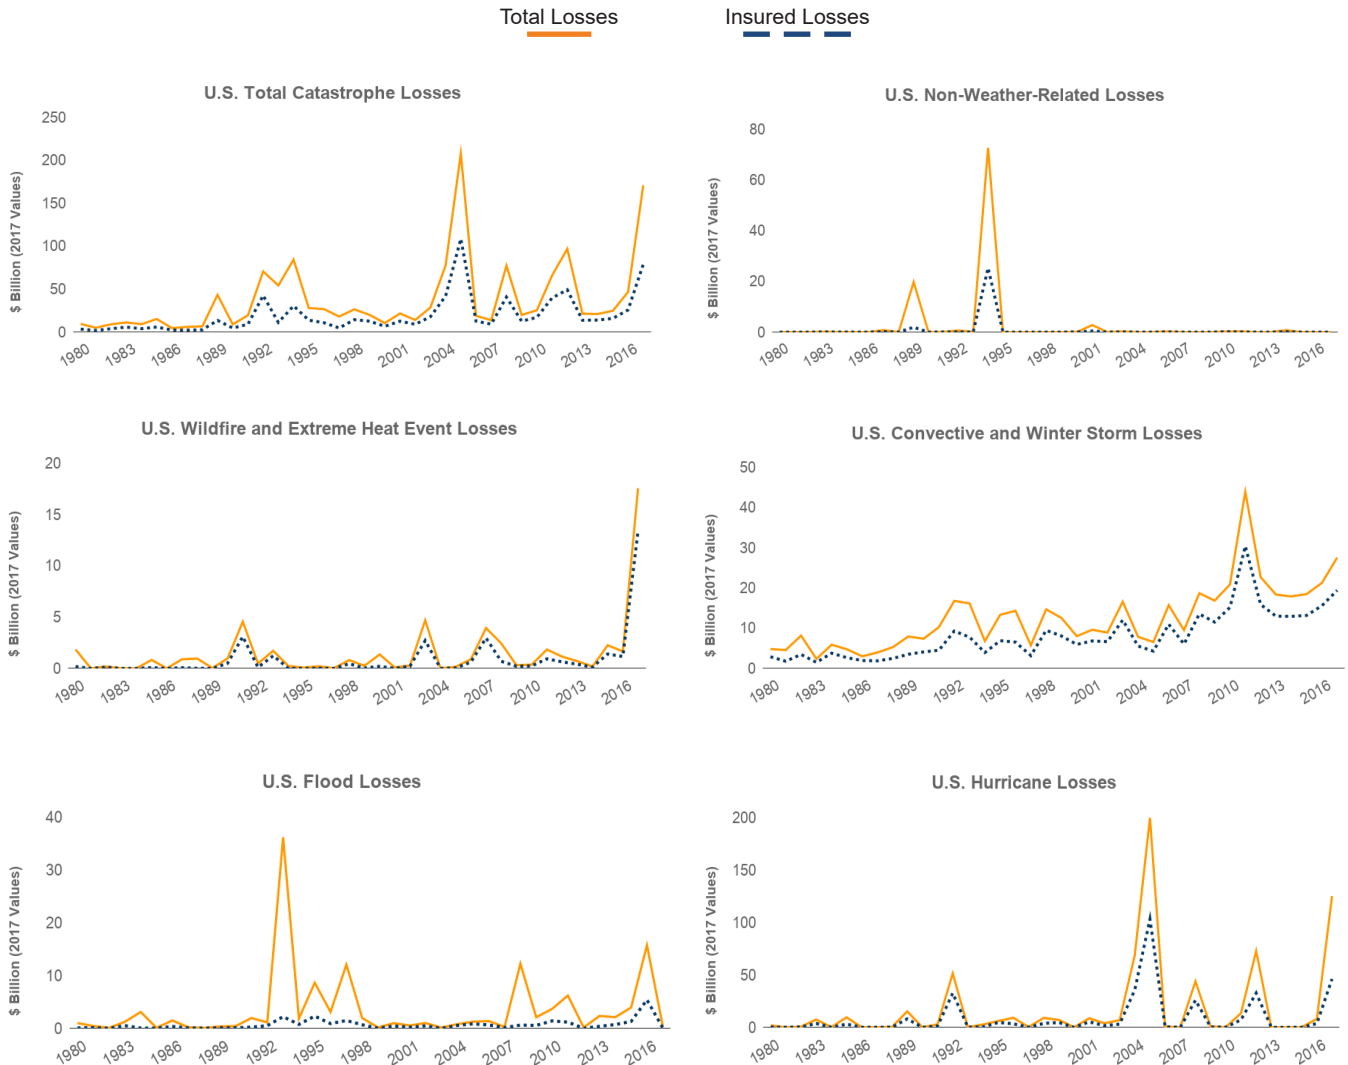 Total Losses Insured Losses
U.S. Total Catastrophe Losses
$ Billion (2017 Values)
250
200
150
100
50
0
1980 1983 1986 1989 1992 1995 1998 2001 2004 2007 2010 2013 2016
U.S. Non-Weather-Related Losses
$ Billion (2017 Values)
80
60
40
20
0
1980 1983 1986 1989 1992 1995 1998 2001 2004 2007 2010 2013 2016
U.S. Wildfire and Extreme Heat Event Losses
$ Billion (2017 Values)
20
15
10
5
0
1980 1983 1986 1989 1992 1995 1998 2001 2004 2007 2010 2013 2016
U.S. Convective and Winter Storm Losses
$ Billion (2017 Values)
50
40
30
20
10
0
1980 1983 1986 1989 1992 1995 1998 2001 2004 2007 2010 2013 2016
U.S. Flood Losses
$ Billion (2017 Values)
40
30
20
10
0
1980 1983 1986 1989 1992 1995 1998 2001 2004 2007 2010 2013 2016
U.S. Hurricane Losses
$ Billion (2017 Values)
200
150
100
50
0
1980 1983 1986 1989 1992 1995 1998 2001 2004 2007 2010 2013 2016